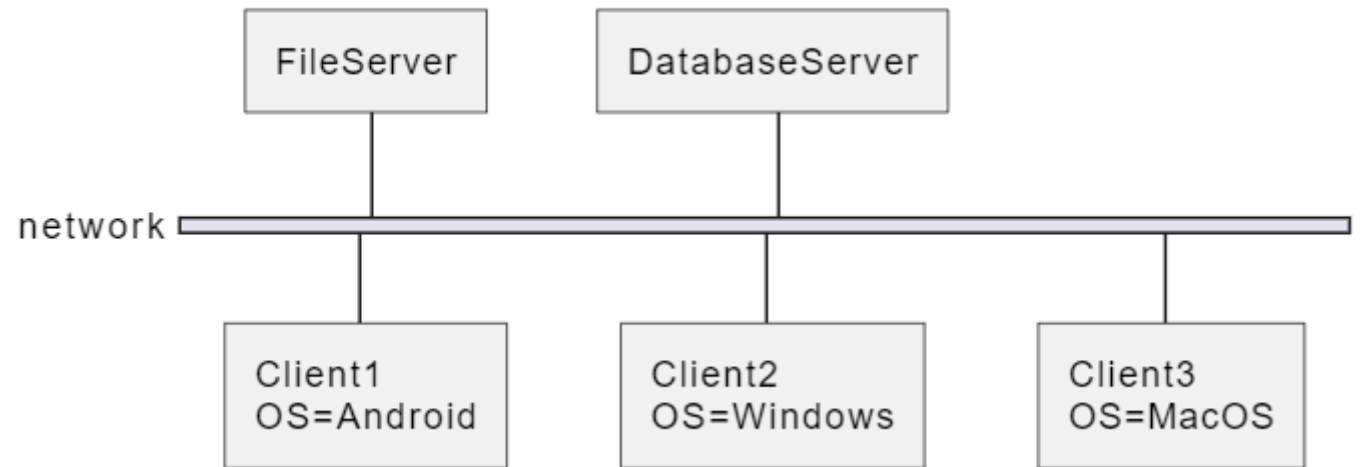 FileServer
DatabaseServer
network
Client1
OS=Android
Client2
OS=Windows
Client3
OS=MacOS